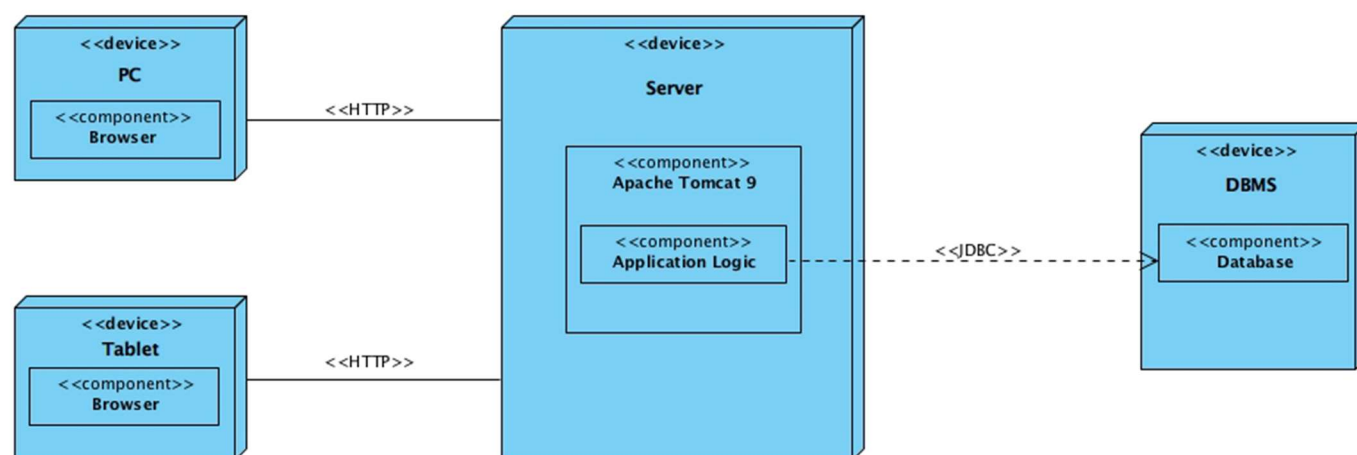 <<device>>
PC
<<component>>
Browser
<<HTTP>>
<<device>>
Server
<<component>>
Apache Tomcat 9
<<component>>
Application Logic
<<JDBC>>
<<device>>
DBMS
<<component>>
Database
<<device>>
Tablet
<<component>>
Browser
<<HTTP>>